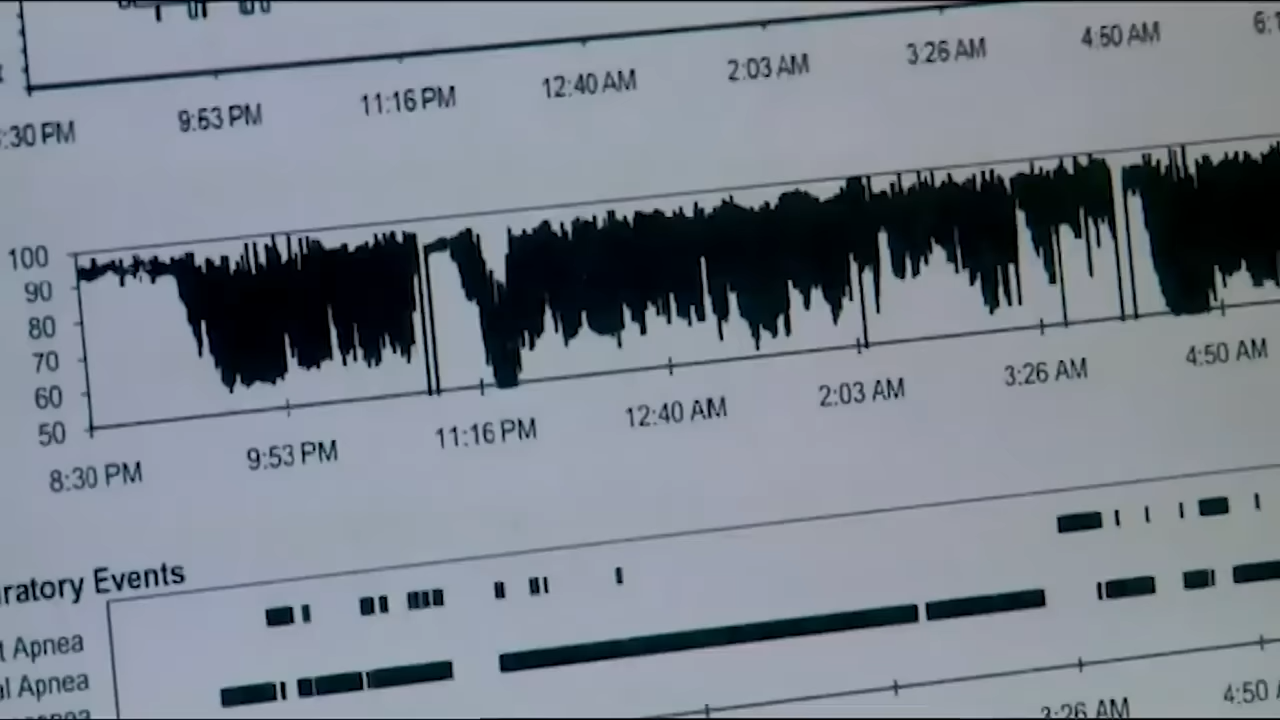 :30 PM 9:53 PM 11:16 PM 12:40 AM 2:03 AM 3:26 AM 4:50 AM 6:1
100
90
80
70
60
50
8:30 PM 9:53 PM 11:16 PM 12:40 AM 2:03 AM 3:26 AM 4:50 AM
ratory Events
t Apnea
al Apnea
3:26 AM 4:50